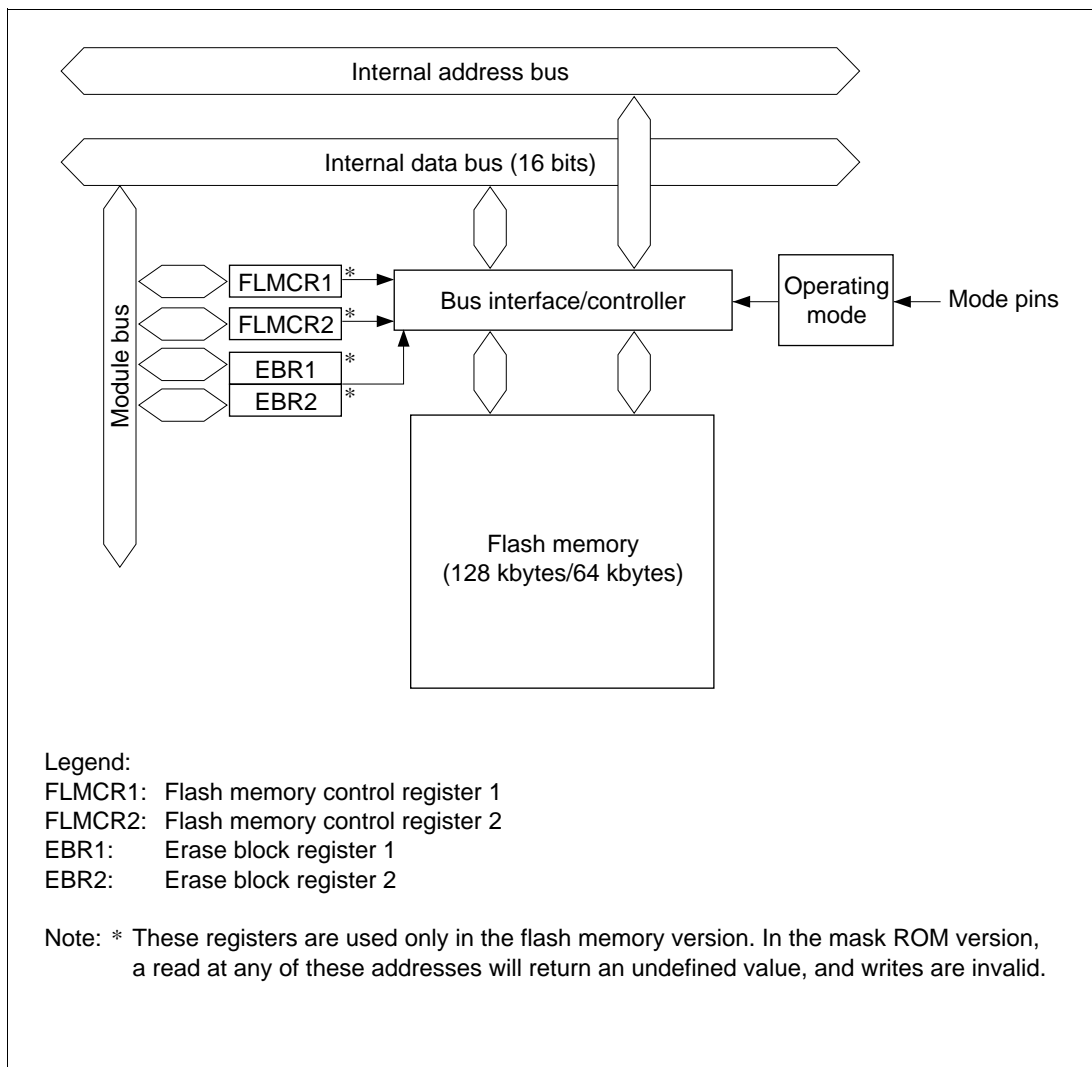 Internal address bus
Internal data bus (16 bits)
Module bus
FLMCR1 *
FLMCR2 *
EBR1 *
EBR2 *
Bus interface/controller
Operating
mode
Mode pins
Flash memory
(128 kbytes/64 kbytes)
Legend:
FLMCR1: Flash memory control register 1
FLMCR2: Flash memory control register 2
EBR1: Erase block register 1
EBR2: Erase block register 2
Note: * These registers are used only in the flash memory version. In the mask ROM version,
a read at any of these addresses will return an undefined value, and writes are invalid.